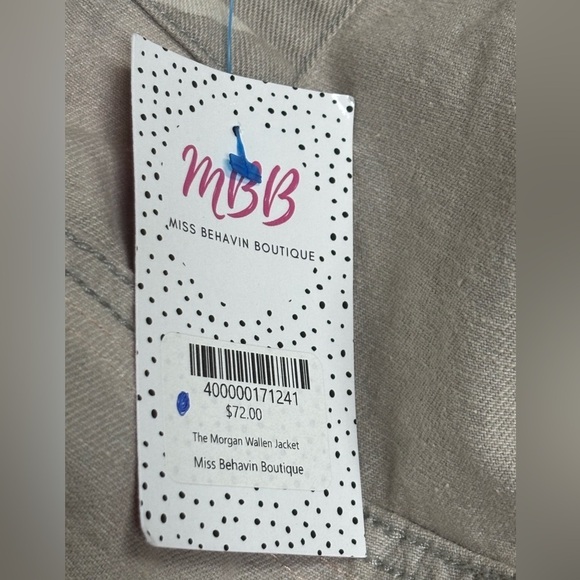 MBB
MISS BEHAVIN BOUTIQUE
400000171241
$72.00
The Morgan Wallen Jacket
Miss Behavin Boutique